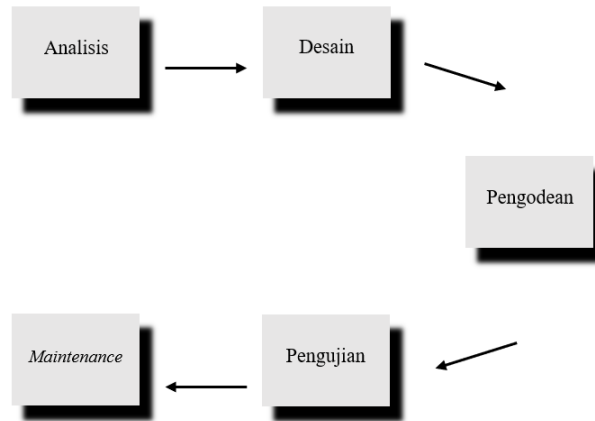 Analisis
Desain
Pengodean
Pengujian
Maintenance